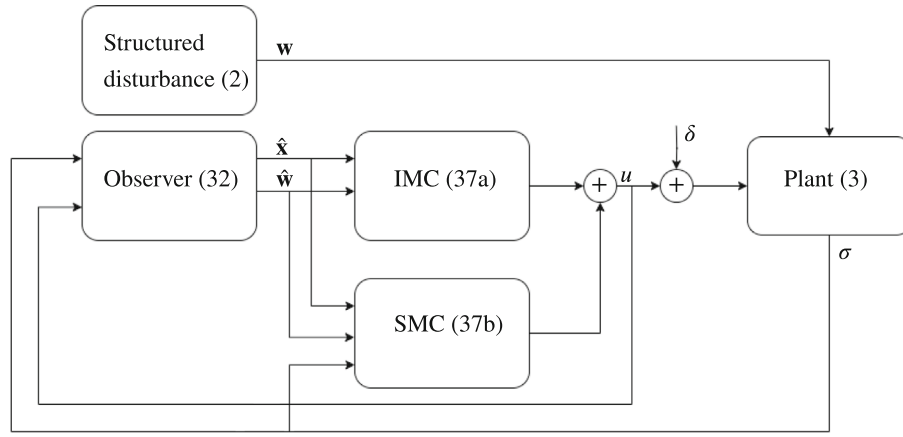 Structured
disturbance (2)
w
Observer (32)
x̂
ŵ
IMC (37a)
+
u
δ
+
Plant (3)
σ
SMC (37b)